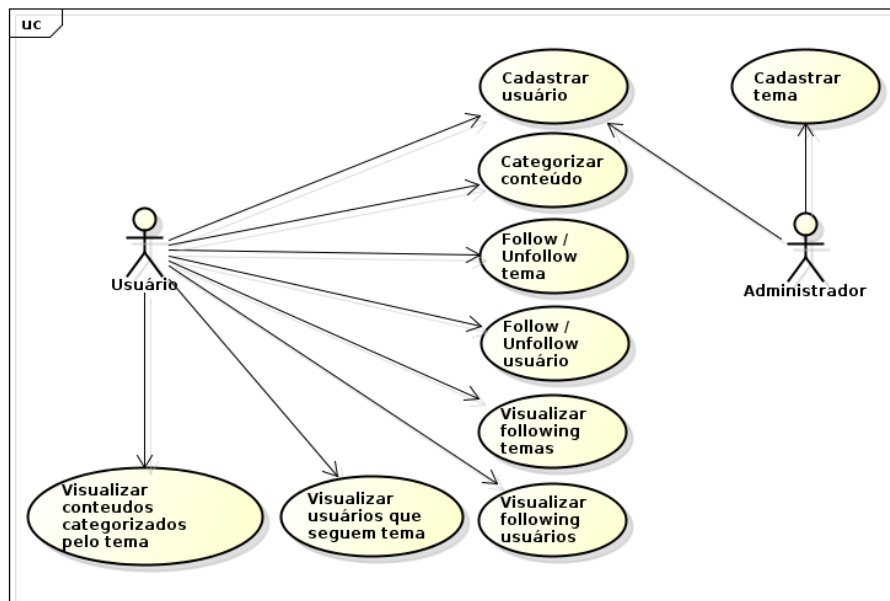 uc
Cadastrar
usuário
Cadastrar
tema
Categorizar
conteúdo
Follow /
Unfollow
tema
Usuário
Administrador
Follow /
Unfollow
usuário
Visualizar
following
temas
Visualizar
conteudos
categorizados
pelo tema
Visualizar
usuários que
seguem tema
Visualizar
following
usuários